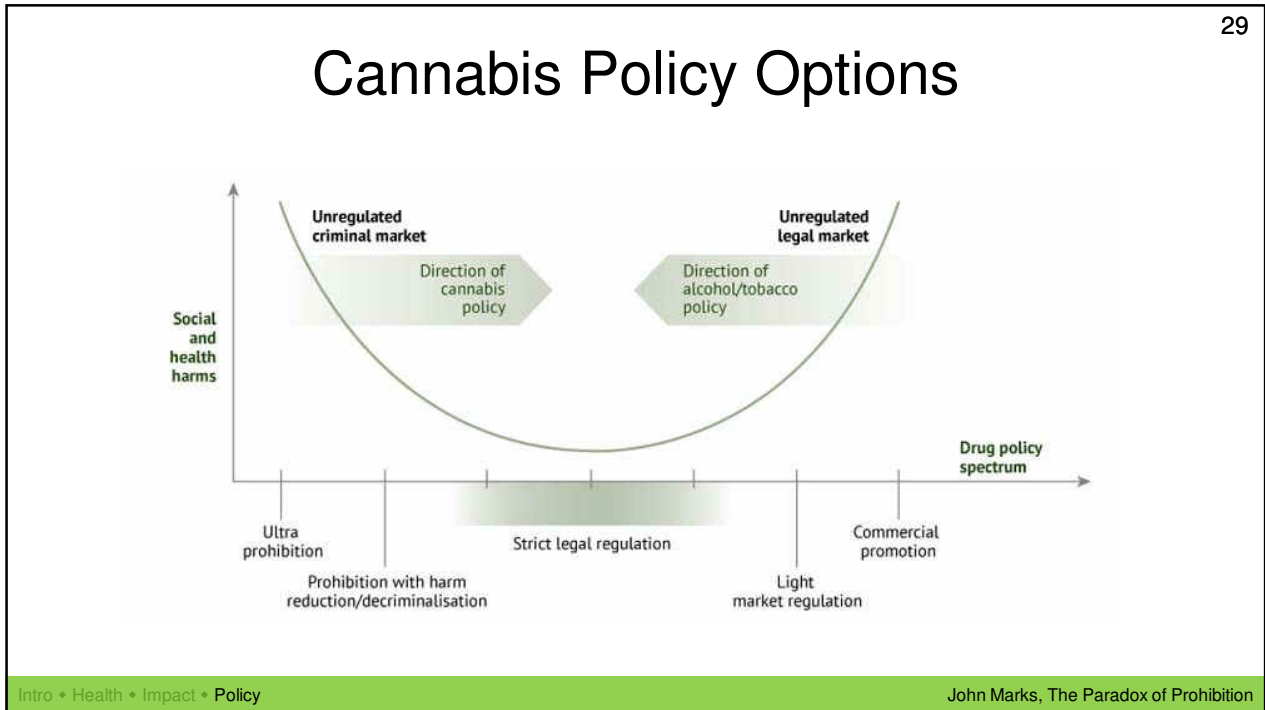 29
Cannabis Policy Options
Unregulated
criminal market
Unregulated
legal market
Direction of
cannabis
policy
Direction of
alcohol/tobacco
policy
Social
and
health
harms
Drug policy
spectrum
Ultra
prohibition
Prohibition with harm
reduction/decriminalisation
Strict legal regulation
Light
market regulation
Commercial
promotion
Intro ◆ Health ◆ Impact ◆ Policy
John Marks, The Paradox of Prohibition